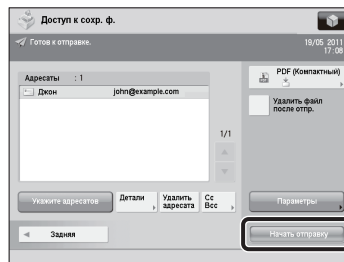 Доступ к сохр. ф.
Готов к отправке.
19/05 2011
17:08
Адресаты : 1
Джон john@example.com
1/1
PDF (Компактный)
Удалить файл
после отпр.
Укажите адресатов
Детали
Удалить
адресата
Cc
Bcc
Параметры
Задняя
Начать отправку